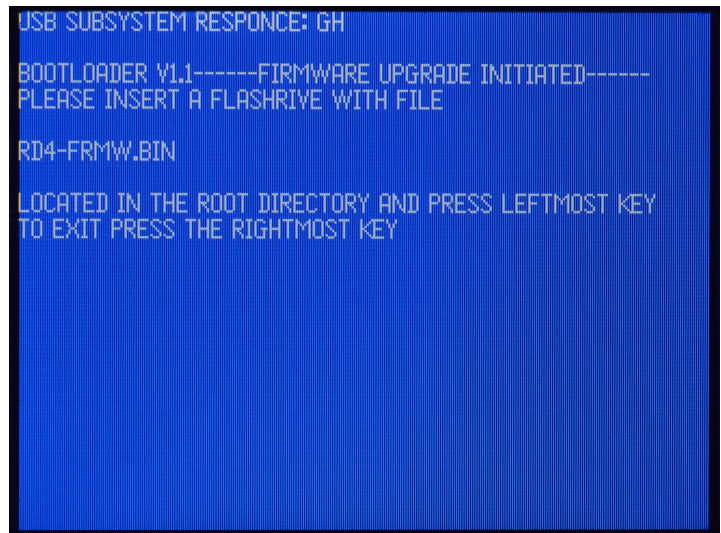 USB SUBSYSTEM RESPONCE: GH
BOOTLOADER V1.1------FIRMWARE UPGRADE INITIATED------
PLEASE INSERT A FLASHRIVE WITH FILE
RD4-FRMW.BIN
LOCATED IN THE ROOT DIRECTORY AND PRESS LEFTMOST KEY
TO EXIT PRESS THE RIGHTMOST KEY